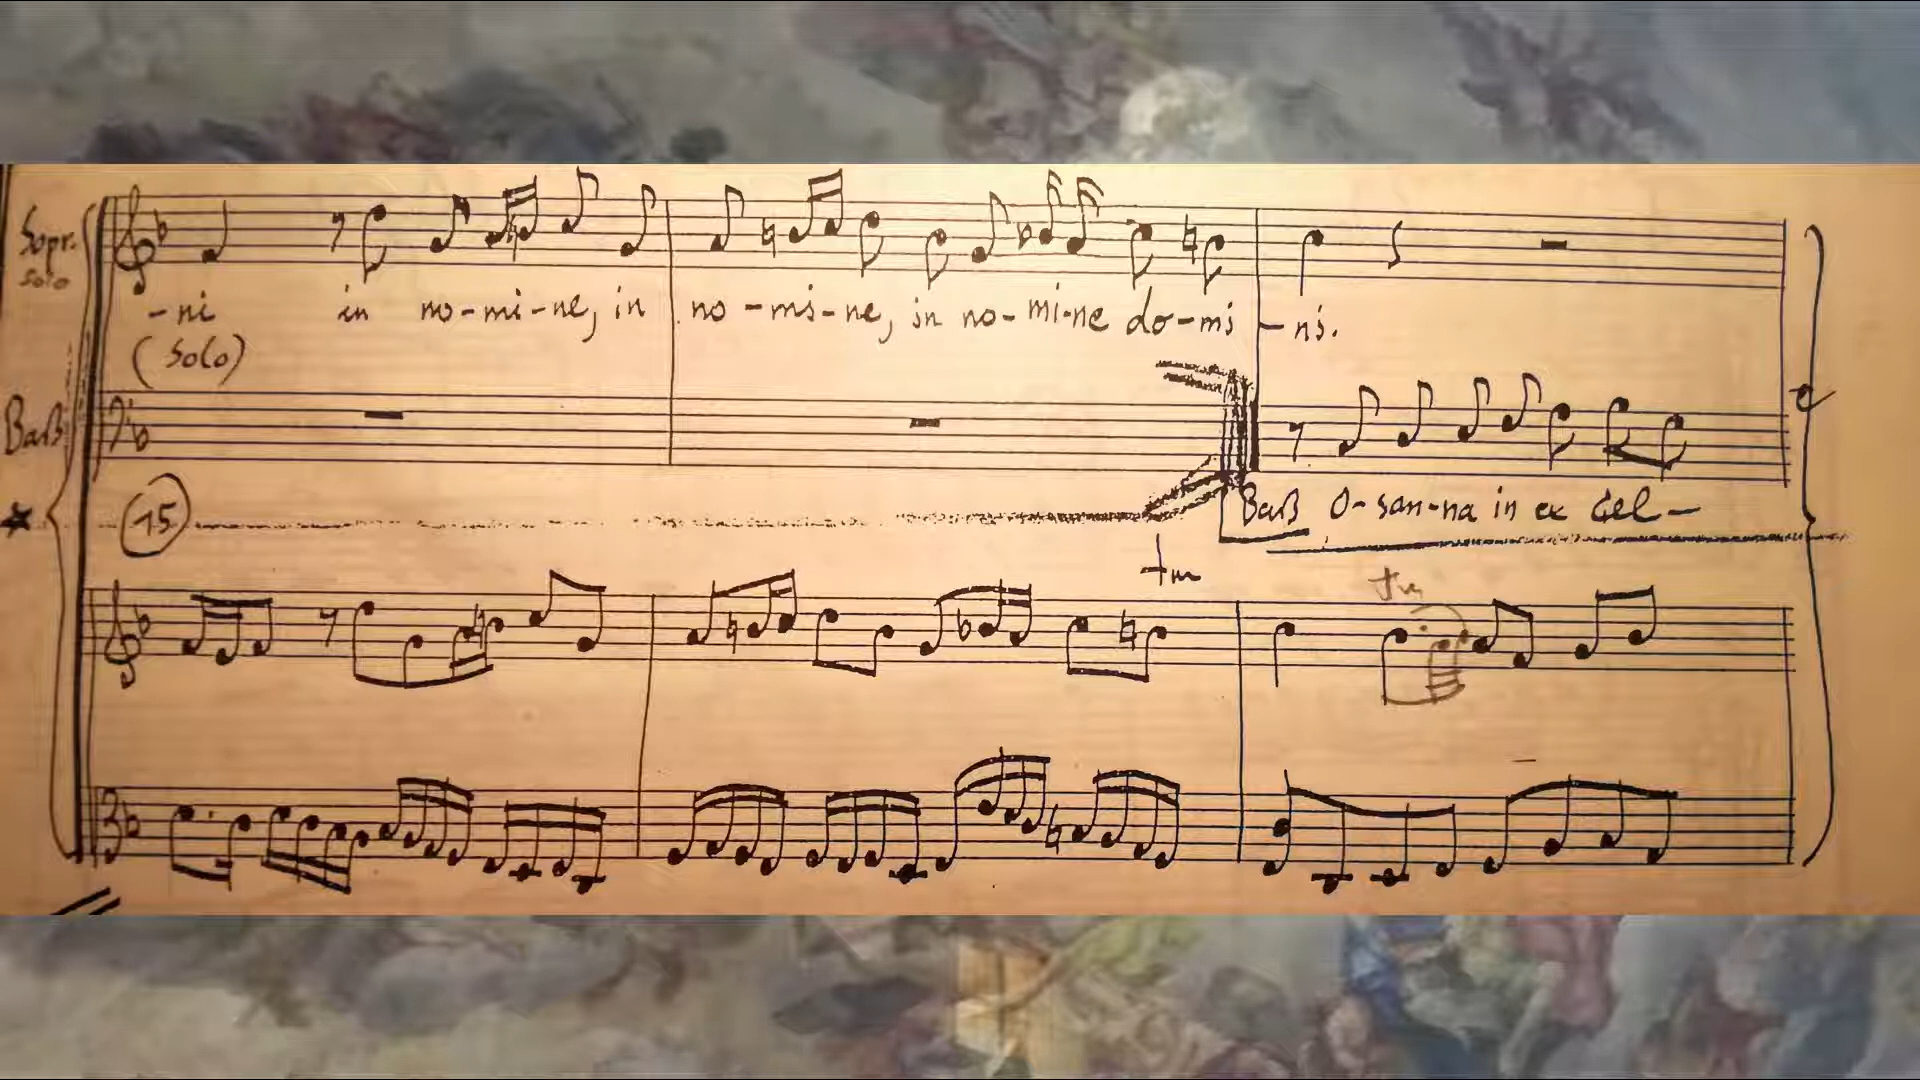 Sopr.
solo
-ni in no-mi-ne, in no-mi-ne, in no-mi-ne do-mi-ni.
(Solo)
Baß
15
Baß O-san-na in ex cel-